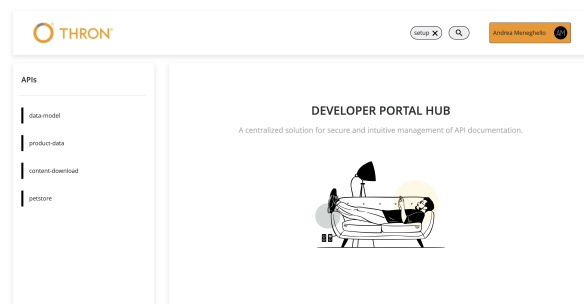 THRON
setup
Andrea Meneghello
AM
APIs
data-model
product-data
content-download
petstore
DEVELOPER PORTAL HUB
A centralized solution for secure and intuitive management of API documentation.